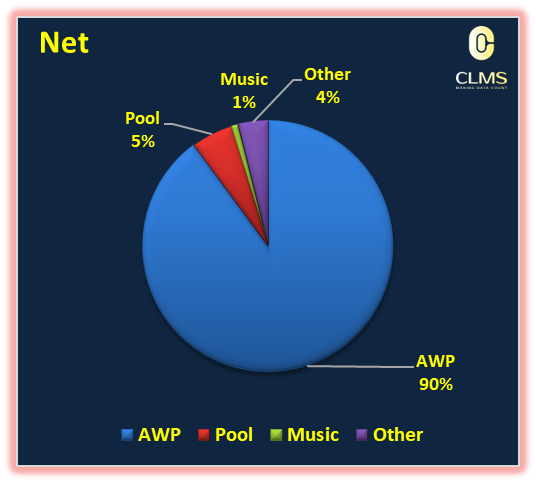 Net
CLMS
MAKING DATA COUNT
Music
1%
Other
4%
Pool
5%
AWP
90%
AWP Pool Music Other